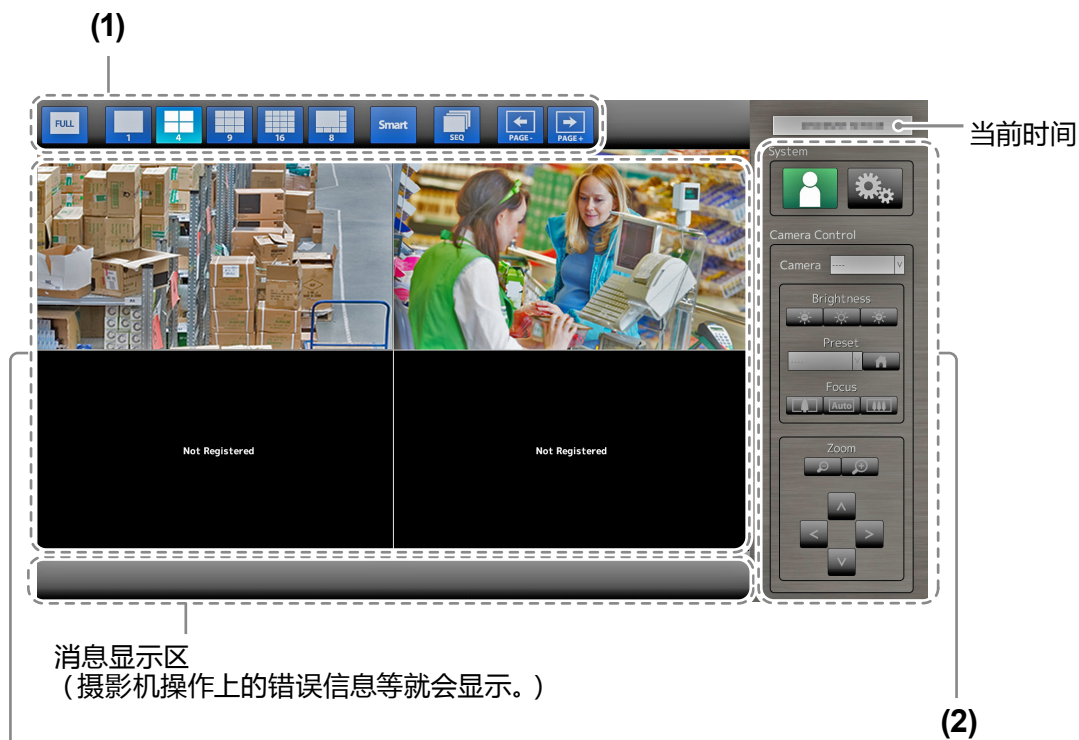 (1)
FULL
1
4
9
16
8
Smart
SEQ
PAGE-
PAGE+
当前时间
System
Camera Control
Camera ---- V
Brightness
Preset
---- V
Focus
Auto
Zoom
Not Registered
Not Registered
消息显示区
（摄影机操作上的错误信息等就会显示。）
(2)